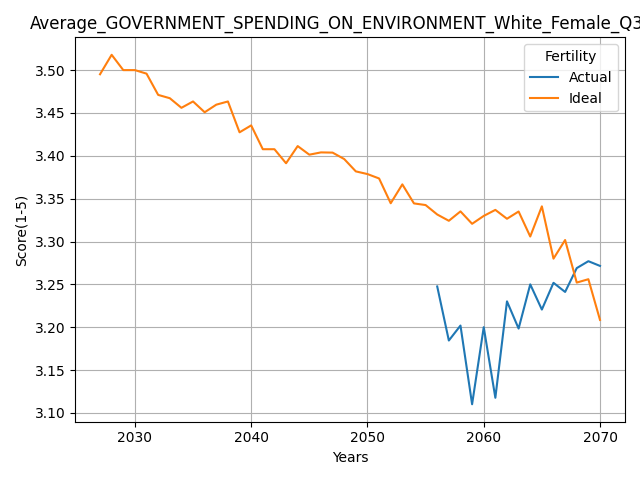 Average_GOVERNMENT_SPENDING_ON_ENVIRONMENT_White_Female_Q3
Fertility
Actual
Ideal
3.50
3.45
3.40
3.35
3.30
3.25
3.20
3.15
3.10
Score(1-5)
2030 2040 2050 2060 2070
Years